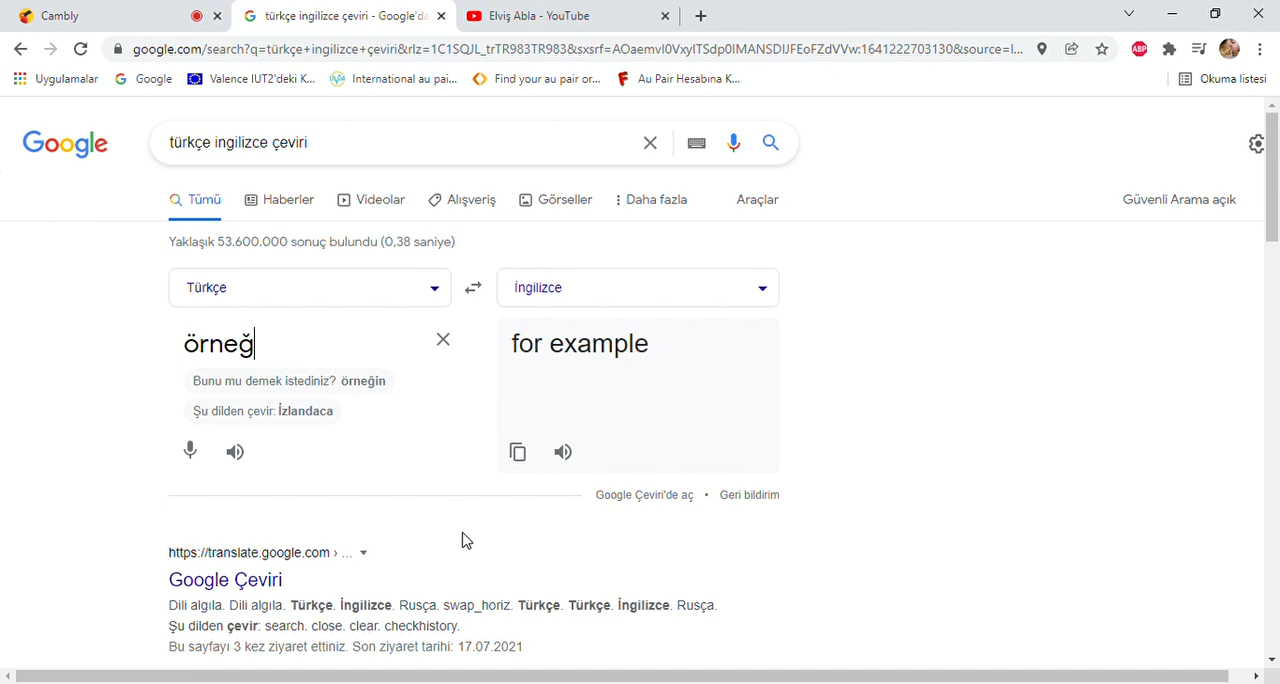 Cambly
türkçe ingilizce çeviri - Google'da
Elviş Abla - YouTube
google.com/search?q=türkçe+ingilizce+çeviri&rlz=1C1SQJL_trTR983TR983&sxsrf=AOaemvI0VxyITSdp0IMANSDIJFEoFZdVVw:1641222703130&source=l...
ABP
Uygulamalar
Google
Valence IUT2'deki K...
International au pai...
Find your au pair or...
Au Pair Hesabına K...
Okuma listesi
Google
türkçe ingilizce çeviri
Tümü
Haberler
Videolar
Alışveriş
Görseller
Daha fazla
Araçlar
Güvenli Arama açık
Yaklaşık 53.600.000 sonuç bulundu (0,38 saniye)
Türkçe
İngilizce
örneğ
for example
Bunu mu demek istediniz? örneğin
Şu dilden çevir: İzlandaca
Google Çeviri'de aç • Geri bildirim
https://translate.google.com › ...
Google Çeviri
Dili algıla. Dili algıla. Türkçe. İngilizce. Rusça. swap_horiz. Türkçe. Türkçe. İngilizce. Rusça.
Şu dilden çevir: search. close. clear. checkhistory.
Bu sayfayı 3 kez ziyaret ettiniz. Son ziyaret tarihi: 17.07.2021